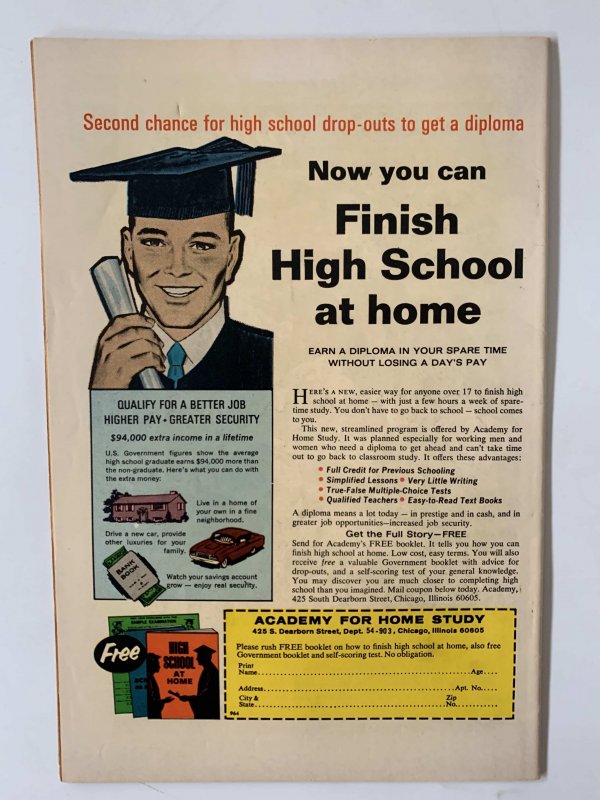 Second chance for high school drop-outs to get a diploma
Now you can
Finish
High School
at home
EARN A DIPLOMA IN YOUR SPARE TIME
WITHOUT LOSING A DAY'S PAY
HERE'S A NEW, easier way for anyone over 17 to finish high
school at home — with just a few hours a week of spare-
time study. You don't have to go back to school — school comes
to you.
This new, streamlined program is offered by Academy for
Home Study. It was planned especially for working men and
women who need a diploma to get ahead and can't take time
out to go back to classroom study. It offers these advantages:
• Full Credit for Previous Schooling
• Simplified Lessons • Very Little Writing
• True-False Multiple-Choice Tests
• Qualified Teachers • Easy-to-Read Text Books
A diploma means a lot today – in prestige and in cash, and in
greater job opportunities—increased job security.
Get the Full Story—FREE
Send for Academy's FREE booklet. It tells you how you can
finish high school at home. Low cost, easy terms. You will also
receive free a valuable Government booklet with advice for
drop-outs, and a self-scoring test of your general knowledge.
You may discover you are much closer to completing high
school than you imagined. Mail coupon below today. Academy,
425 South Dearborn Street, Chicago, Illinois 60605.
QUALIFY FOR A BETTER JOB
HIGHER PAY • GREATER SECURITY
$94,000 extra income in a lifetime
U.S. Government figures show the average
high school graduate earns $94,000 more than
the non-graduate. Here's what you can do with
the extra money:
Live in a home of
your own in a fine
neighborhood.
Drive a new car, provide
other luxuries for your
family.
BANK
BOOK
Watch your savings account
grow — enjoy real security.
Free
SAMPLE EXAMINATION
HIGH
SCHOOL
AT
HOME
ACADEMY FOR HOME STUDY
425 S. Dearborn Street, Dept. 54-903, Chicago, Illinois 60605
Please rush FREE booklet on how to finish high school at home, also free
Government booklet and self-scoring test. No obligation.
Print
Name Age
Address Apt. No.
City & Zip
State No.
964